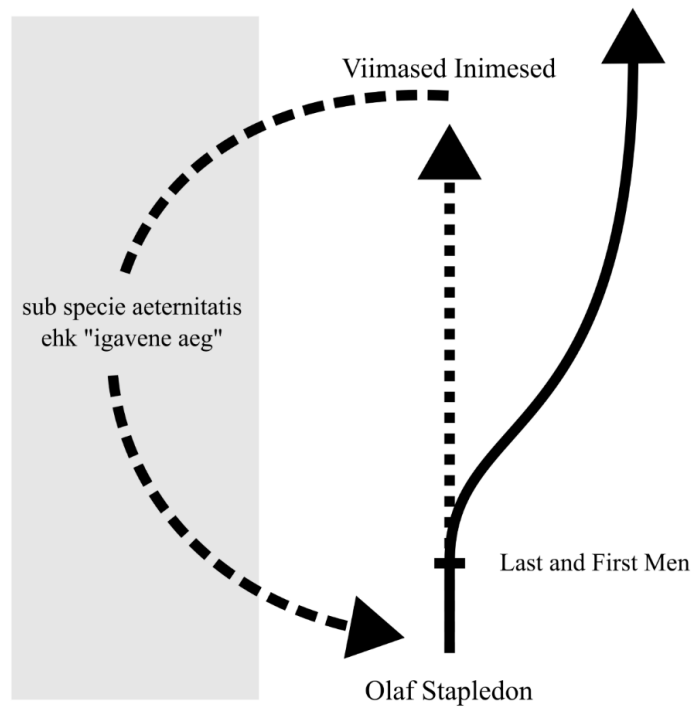 Viimased Inimesed
sub specie aeternitatis
ehk "igavene aeg"
Last and First Men
Olaf Stapledon